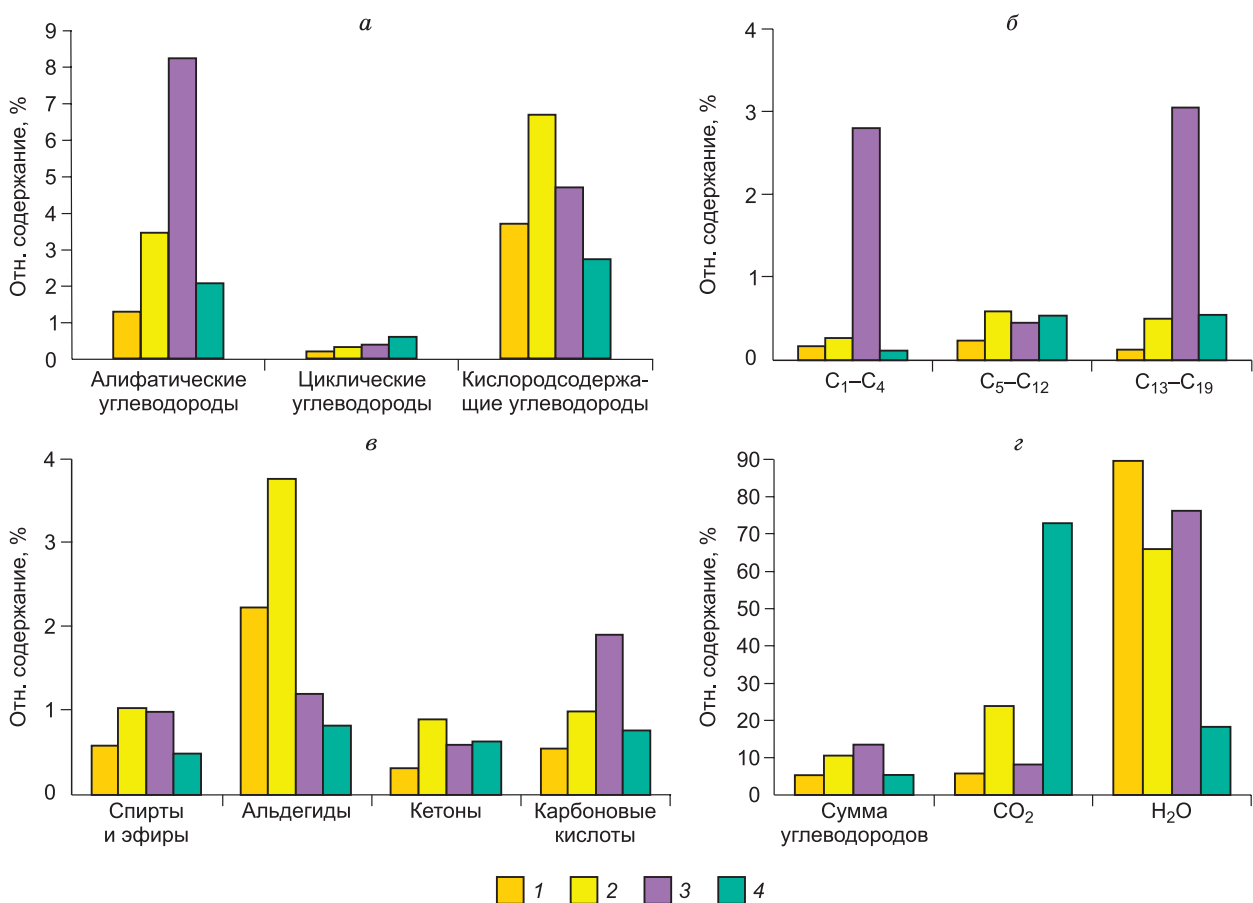 а
Отн. содержание, %
9
8
7
6
5
4
3
2
1
0
Алифатические
углеводороды
Циклические
углеводороды
Кислородсодержа-
щие углеводороды
б
Отн. содержание, %
4
3
2
1
0
C₁–C₄
C₅–C₁₂
C₁₃–C₁₉
в
Отн. содержание, %
4
3
2
1
0
Спирты
и эфиры
Альдегиды
Кетоны
Карбоновые
кислоты
г
Отн. содержание, %
90
80
70
60
50
40
30
20
10
0
Сумма
углеводородов
CO₂
H₂O
1 2 3 4